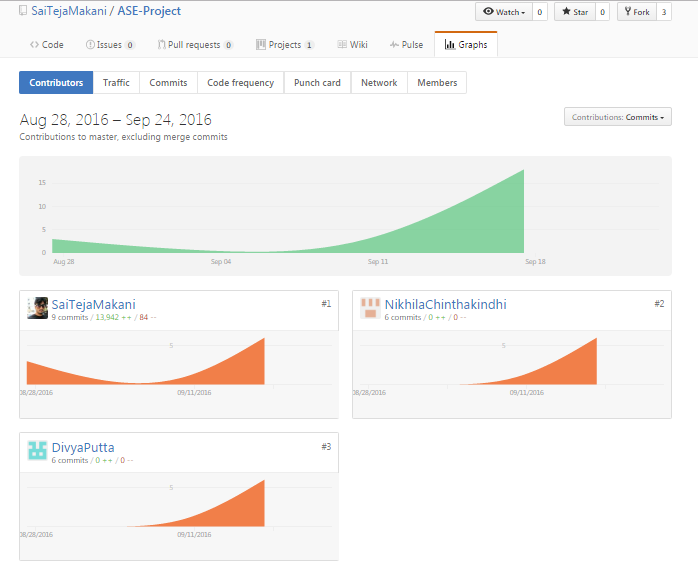 SaiTejaMakani / ASE-Project
Watch 0 Star 0 Fork 3
Code Issues 0 Pull requests 0 Projects 1 Wiki Pulse Graphs
Contributors Traffic Commits Code frequency Punch card Network Members
Aug 28, 2016 – Sep 24, 2016
Contributions: Commits
Contributions to master, excluding merge commits
15
10
5
0
Aug 28 Sep 04 Sep 11 Sep 18
SaiTejaMakani #1
9 commits / 13,942 ++ / 84 --
5
08/28/2016 09/11/2016
NikhilaChinthakindhi #2
6 commits / 0 ++ / 0 --
5
08/28/2016 09/11/2016
DivyaPutta #3
6 commits / 0 ++ / 0 --
5
08/28/2016 09/11/2016